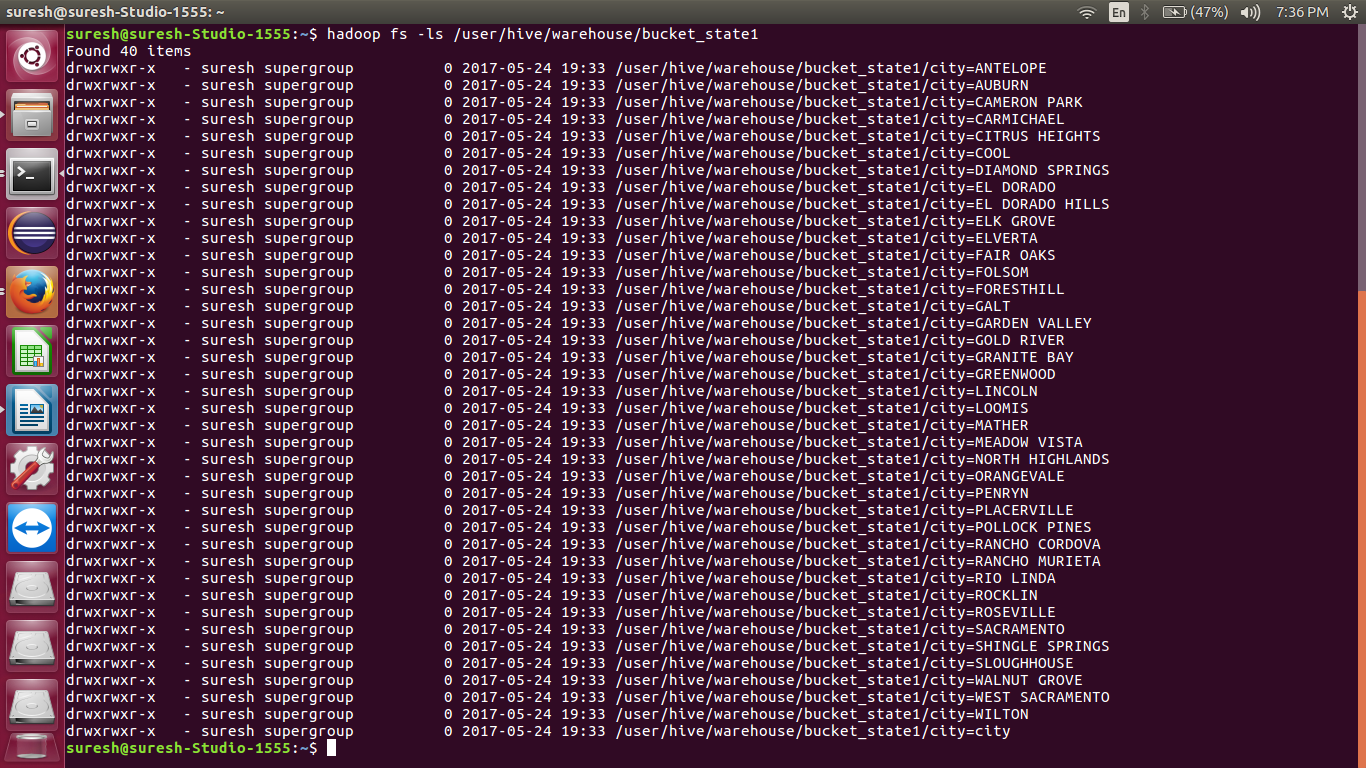 suresh@suresh-Studio-1555: ~
En (47%) 7:36 PM
suresh@suresh-Studio-1555:~$ hadoop fs -ls /user/hive/warehouse/bucket_state1
Found 40 items
drwxrwxr-x   - suresh supergroup          0 2017-05-24 19:33 /user/hive/warehouse/bucket_state1/city=ANTELOPE
drwxrwxr-x   - suresh supergroup          0 2017-05-24 19:33 /user/hive/warehouse/bucket_state1/city=AUBURN
drwxrwxr-x   - suresh supergroup          0 2017-05-24 19:33 /user/hive/warehouse/bucket_state1/city=CAMERON PARK
drwxrwxr-x   - suresh supergroup          0 2017-05-24 19:33 /user/hive/warehouse/bucket_state1/city=CARMICHAEL
drwxrwxr-x   - suresh supergroup          0 2017-05-24 19:33 /user/hive/warehouse/bucket_state1/city=CITRUS HEIGHTS
drwxrwxr-x   - suresh supergroup          0 2017-05-24 19:33 /user/hive/warehouse/bucket_state1/city=COOL
drwxrwxr-x   - suresh supergroup          0 2017-05-24 19:33 /user/hive/warehouse/bucket_state1/city=DIAMOND SPRINGS
drwxrwxr-x   - suresh supergroup          0 2017-05-24 19:33 /user/hive/warehouse/bucket_state1/city=EL DORADO
drwxrwxr-x   - suresh supergroup          0 2017-05-24 19:33 /user/hive/warehouse/bucket_state1/city=EL DORADO HILLS
drwxrwxr-x   - suresh supergroup          0 2017-05-24 19:33 /user/hive/warehouse/bucket_state1/city=ELK GROVE
drwxrwxr-x   - suresh supergroup          0 2017-05-24 19:33 /user/hive/warehouse/bucket_state1/city=ELVERTA
drwxrwxr-x   - suresh supergroup          0 2017-05-24 19:33 /user/hive/warehouse/bucket_state1/city=FAIR OAKS
drwxrwxr-x   - suresh supergroup          0 2017-05-24 19:33 /user/hive/warehouse/bucket_state1/city=FOLSOM
drwxrwxr-x   - suresh supergroup          0 2017-05-24 19:33 /user/hive/warehouse/bucket_state1/city=FORESTHILL
drwxrwxr-x   - suresh supergroup          0 2017-05-24 19:33 /user/hive/warehouse/bucket_state1/city=GALT
drwxrwxr-x   - suresh supergroup          0 2017-05-24 19:33 /user/hive/warehouse/bucket_state1/city=GARDEN VALLEY
drwxrwxr-x   - suresh supergroup          0 2017-05-24 19:33 /user/hive/warehouse/bucket_state1/city=GOLD RIVER
drwxrwxr-x   - suresh supergroup          0 2017-05-24 19:33 /user/hive/warehouse/bucket_state1/city=GRANITE BAY
drwxrwxr-x   - suresh supergroup          0 2017-05-24 19:33 /user/hive/warehouse/bucket_state1/city=GREENWOOD
drwxrwxr-x   - suresh supergroup          0 2017-05-24 19:33 /user/hive/warehouse/bucket_state1/city=LINCOLN
drwxrwxr-x   - suresh supergroup          0 2017-05-24 19:33 /user/hive/warehouse/bucket_state1/city=LOOMIS
drwxrwxr-x   - suresh supergroup          0 2017-05-24 19:33 /user/hive/warehouse/bucket_state1/city=MATHER
drwxrwxr-x   - suresh supergroup          0 2017-05-24 19:33 /user/hive/warehouse/bucket_state1/city=MEADOW VISTA
drwxrwxr-x   - suresh supergroup          0 2017-05-24 19:33 /user/hive/warehouse/bucket_state1/city=NORTH HIGHLANDS
drwxrwxr-x   - suresh supergroup          0 2017-05-24 19:33 /user/hive/warehouse/bucket_state1/city=ORANGEVALE
drwxrwxr-x   - suresh supergroup          0 2017-05-24 19:33 /user/hive/warehouse/bucket_state1/city=PENRYN
drwxrwxr-x   - suresh supergroup          0 2017-05-24 19:33 /user/hive/warehouse/bucket_state1/city=PLACERVILLE
drwxrwxr-x   - suresh supergroup          0 2017-05-24 19:33 /user/hive/warehouse/bucket_state1/city=POLLOCK PINES
drwxrwxr-x   - suresh supergroup          0 2017-05-24 19:33 /user/hive/warehouse/bucket_state1/city=RANCHO CORDOVA
drwxrwxr-x   - suresh supergroup          0 2017-05-24 19:33 /user/hive/warehouse/bucket_state1/city=RANCHO MURIETA
drwxrwxr-x   - suresh supergroup          0 2017-05-24 19:33 /user/hive/warehouse/bucket_state1/city=RIO LINDA
drwxrwxr-x   - suresh supergroup          0 2017-05-24 19:33 /user/hive/warehouse/bucket_state1/city=ROCKLIN
drwxrwxr-x   - suresh supergroup          0 2017-05-24 19:33 /user/hive/warehouse/bucket_state1/city=ROSEVILLE
drwxrwxr-x   - suresh supergroup          0 2017-05-24 19:33 /user/hive/warehouse/bucket_state1/city=SACRAMENTO
drwxrwxr-x   - suresh supergroup          0 2017-05-24 19:33 /user/hive/warehouse/bucket_state1/city=SHINGLE SPRINGS
drwxrwxr-x   - suresh supergroup          0 2017-05-24 19:33 /user/hive/warehouse/bucket_state1/city=SLOUGHHOUSE
drwxrwxr-x   - suresh supergroup          0 2017-05-24 19:33 /user/hive/warehouse/bucket_state1/city=WALNUT GROVE
drwxrwxr-x   - suresh supergroup          0 2017-05-24 19:33 /user/hive/warehouse/bucket_state1/city=WEST SACRAMENTO
drwxrwxr-x   - suresh supergroup          0 2017-05-24 19:33 /user/hive/warehouse/bucket_state1/city=WILTON
drwxrwxr-x   - suresh supergroup          0 2017-05-24 19:33 /user/hive/warehouse/bucket_state1/city=city
suresh@suresh-Studio-1555:~$